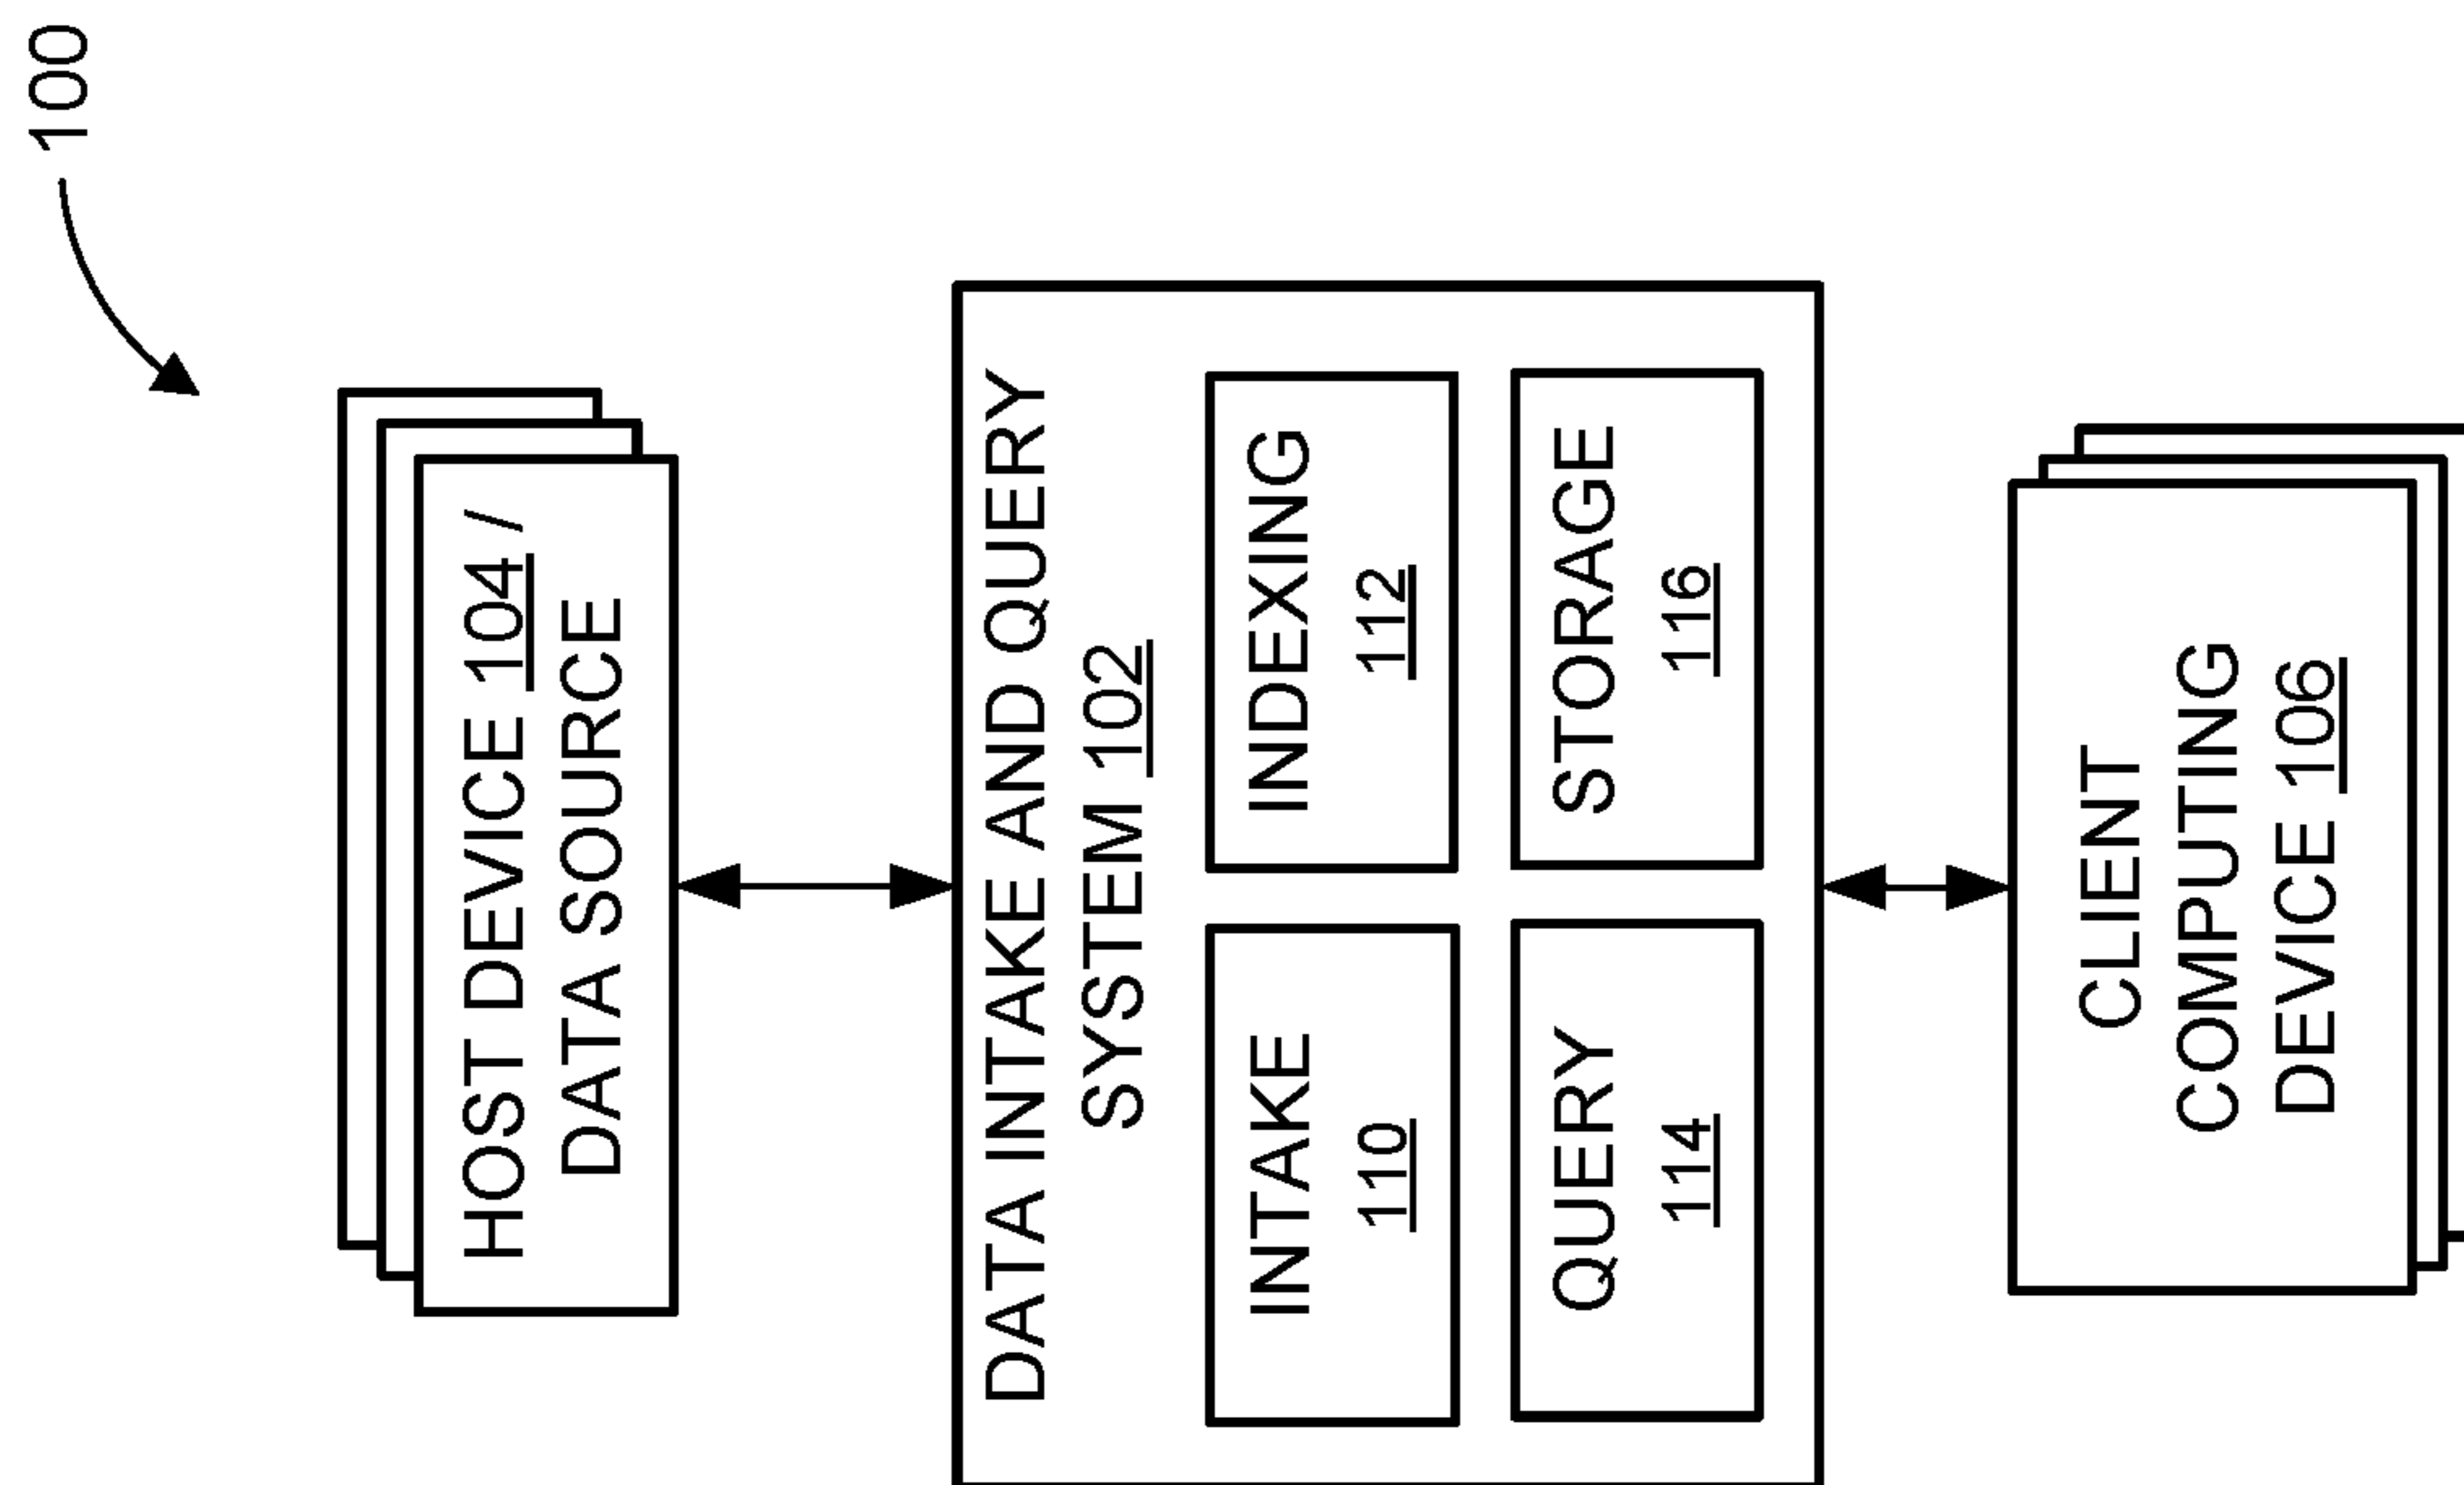 100
HOST DEVICE 104 /
DATA SOURCE
DATA INTAKE AND QUERY
SYSTEM 102
INTAKE
110
INDEXING
112
QUERY
114
STORAGE
116
CLIENT
COMPUTING
DEVICE 106